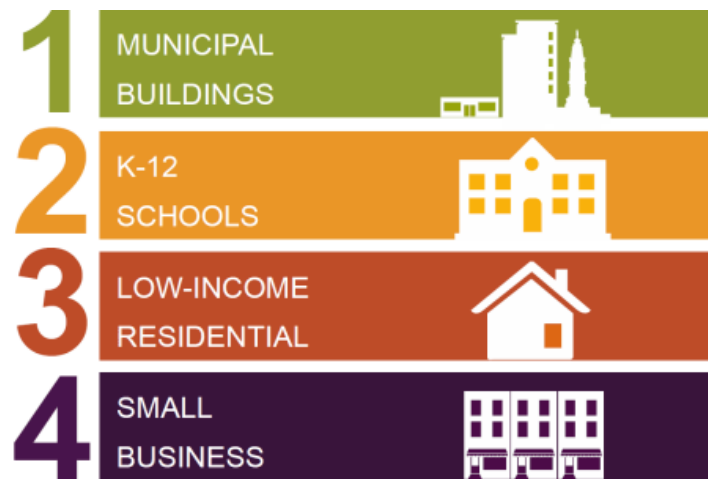 1
MUNICIPAL
BUILDINGS
2
K-12
SCHOOLS
3
LOW-INCOME
RESIDENTIAL
4
SMALL
BUSINESS